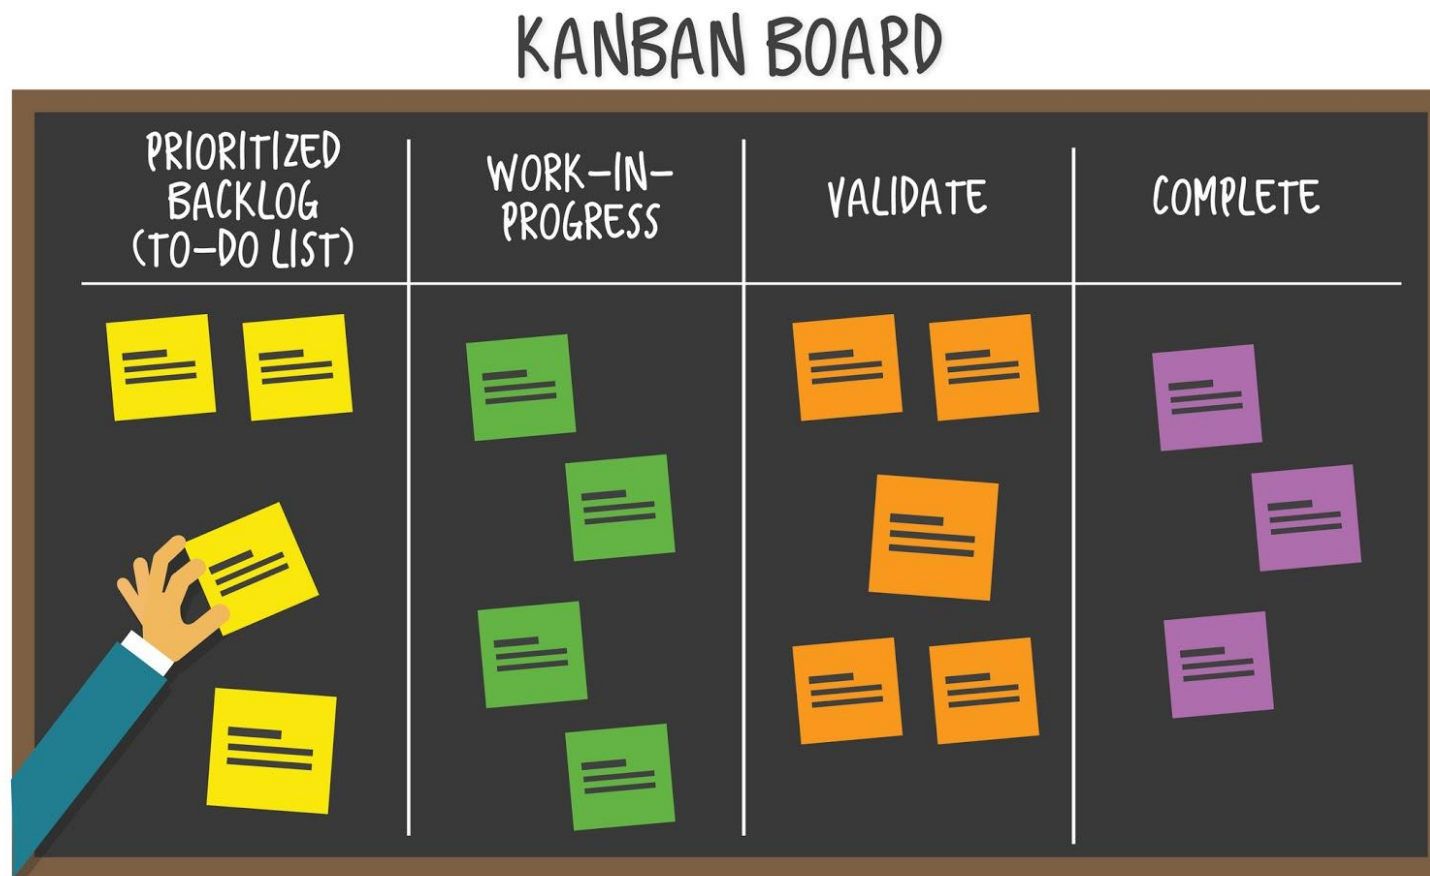 KANBAN BOARD
PRIORITIZED
BACKLOG
(TO-DO LIST)
WORK-IN-
PROGRESS
VALIDATE
COMPLETE